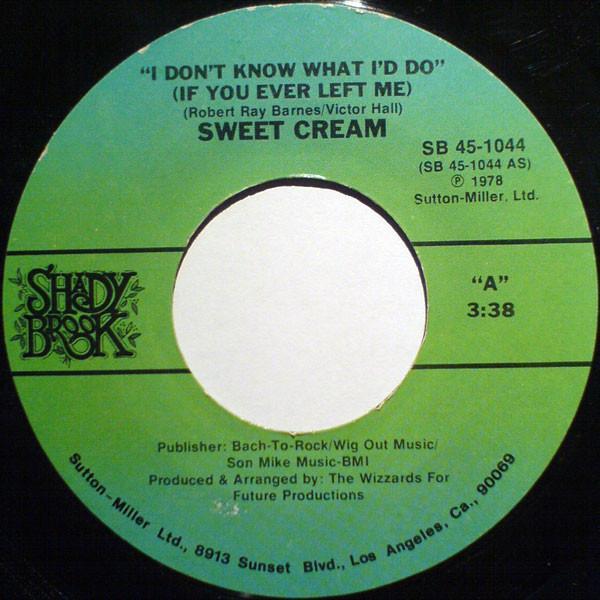 "I DON'T KNOW WHAT I'D DO"
(IF YOU EVER LEFT ME)
(Robert Ray Barnes/Victor Hall)
SWEET CREAM
SB 45-1044
(SB 45-1044 AS)
℗ 1978
Sutton-Miller, Ltd.
SHADY
BROOK
"A"
3:38
Publisher: Bach-To-Rock/Wig Out Music/
Son Mike Music-BMI
Produced & Arranged by: The Wizzards For
Future Productions
Sutton-Miller Ltd., 8913 Sunset Blvd., Los Angeles, Ca., 90069